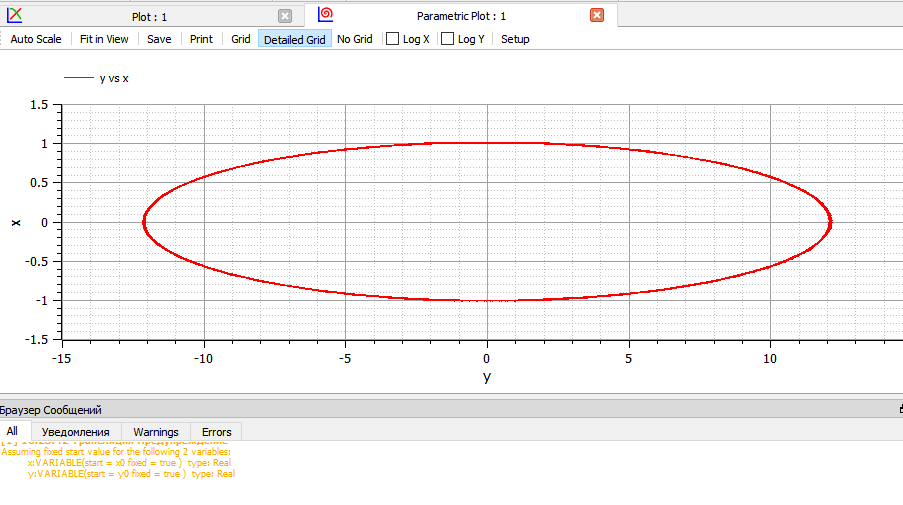 Plot : 1
Parametric Plot : 1
Auto Scale Fit in View Save Print Grid Detailed Grid No Grid Log X Log Y Setup
y vs x
1.5
1
0.5
0
-0.5
-1
-1.5
x
-15 -10 -5 0 5 10
y
Браузер Сообщений
All Уведомления Warnings Errors
Assuming fixed start value for the following 2 variables:
x:VARIABLE(start = x0 fixed = true ) type: Real
y:VARIABLE(start = y0 fixed = true ) type: Real